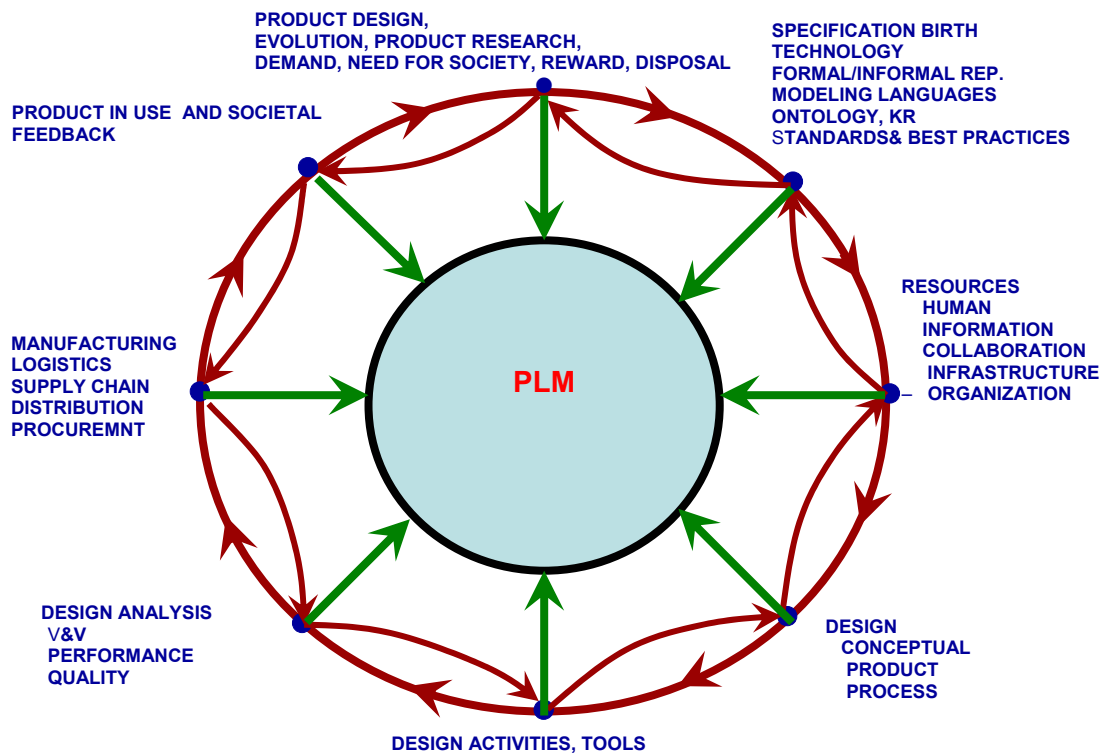 PRODUCT DESIGN,
EVOLUTION, PRODUCT RESEARCH,
DEMAND, NEED FOR SOCIETY, REWARD, DISPOSAL
SPECIFICATION BIRTH
TECHNOLOGY
FORMAL/INFORMAL REP.
MODELING LANGUAGES
ONTOLOGY, KR
STANDARDS& BEST PRACTICES
PRODUCT IN USE AND SOCIETAL
FEEDBACK
RESOURCES
HUMAN
INFORMATION
COLLABORATION
INFRASTRUCTURE
– ORGANIZATION
MANUFACTURING
LOGISTICS
SUPPLY CHAIN
DISTRIBUTION
PROCUREMNT
PLM
DESIGN ANALYSIS
V&V
PERFORMANCE
QUALITY
DESIGN
CONCEPTUAL
PRODUCT
PROCESS
DESIGN ACTIVITIES, TOOLS